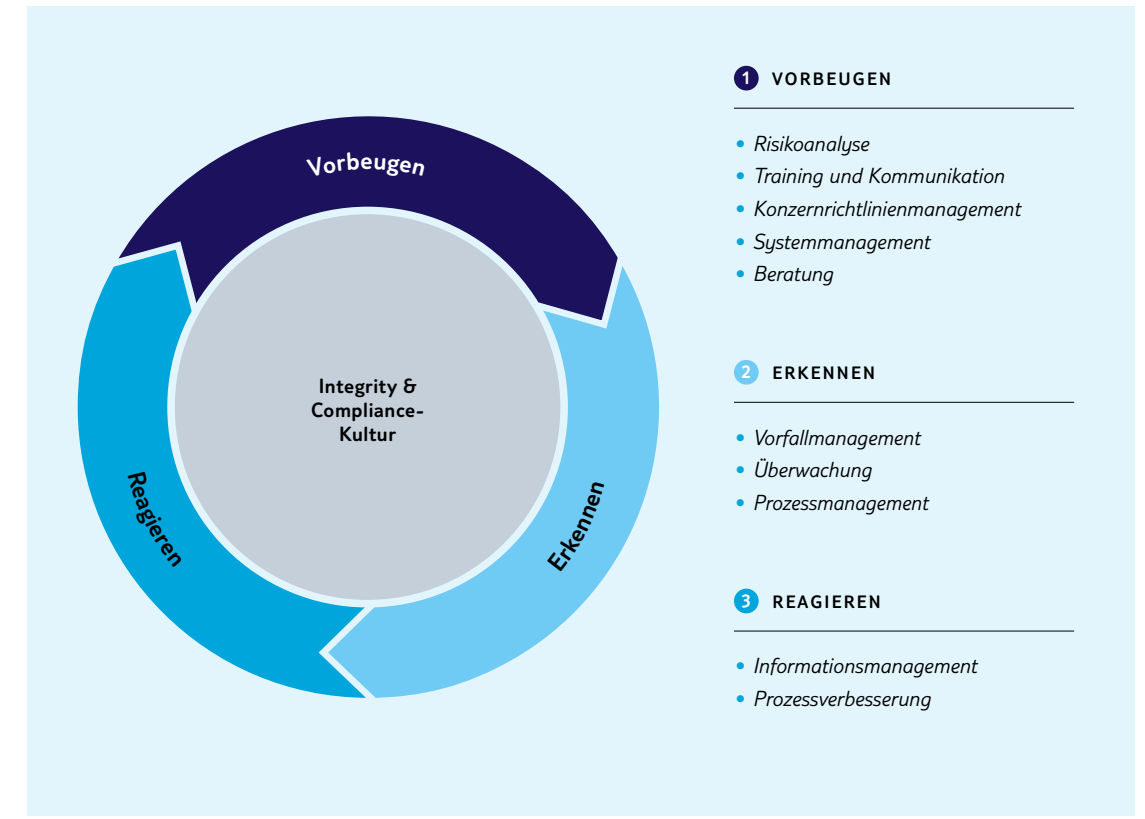 Vorbeugen
Integrity &
Compliance-
Kultur
Reagieren
Erkennen
1 VORBEUGEN
• Risikoanalyse
• Training und Kommunikation
• Konzernrichtlinienmanagement
• Systemmanagement
• Beratung
2 ERKENNEN
• Vorfallmanagement
• Überwachung
• Prozessmanagement
3 REAGIEREN
• Informationsmanagement
• Prozessverbesserung